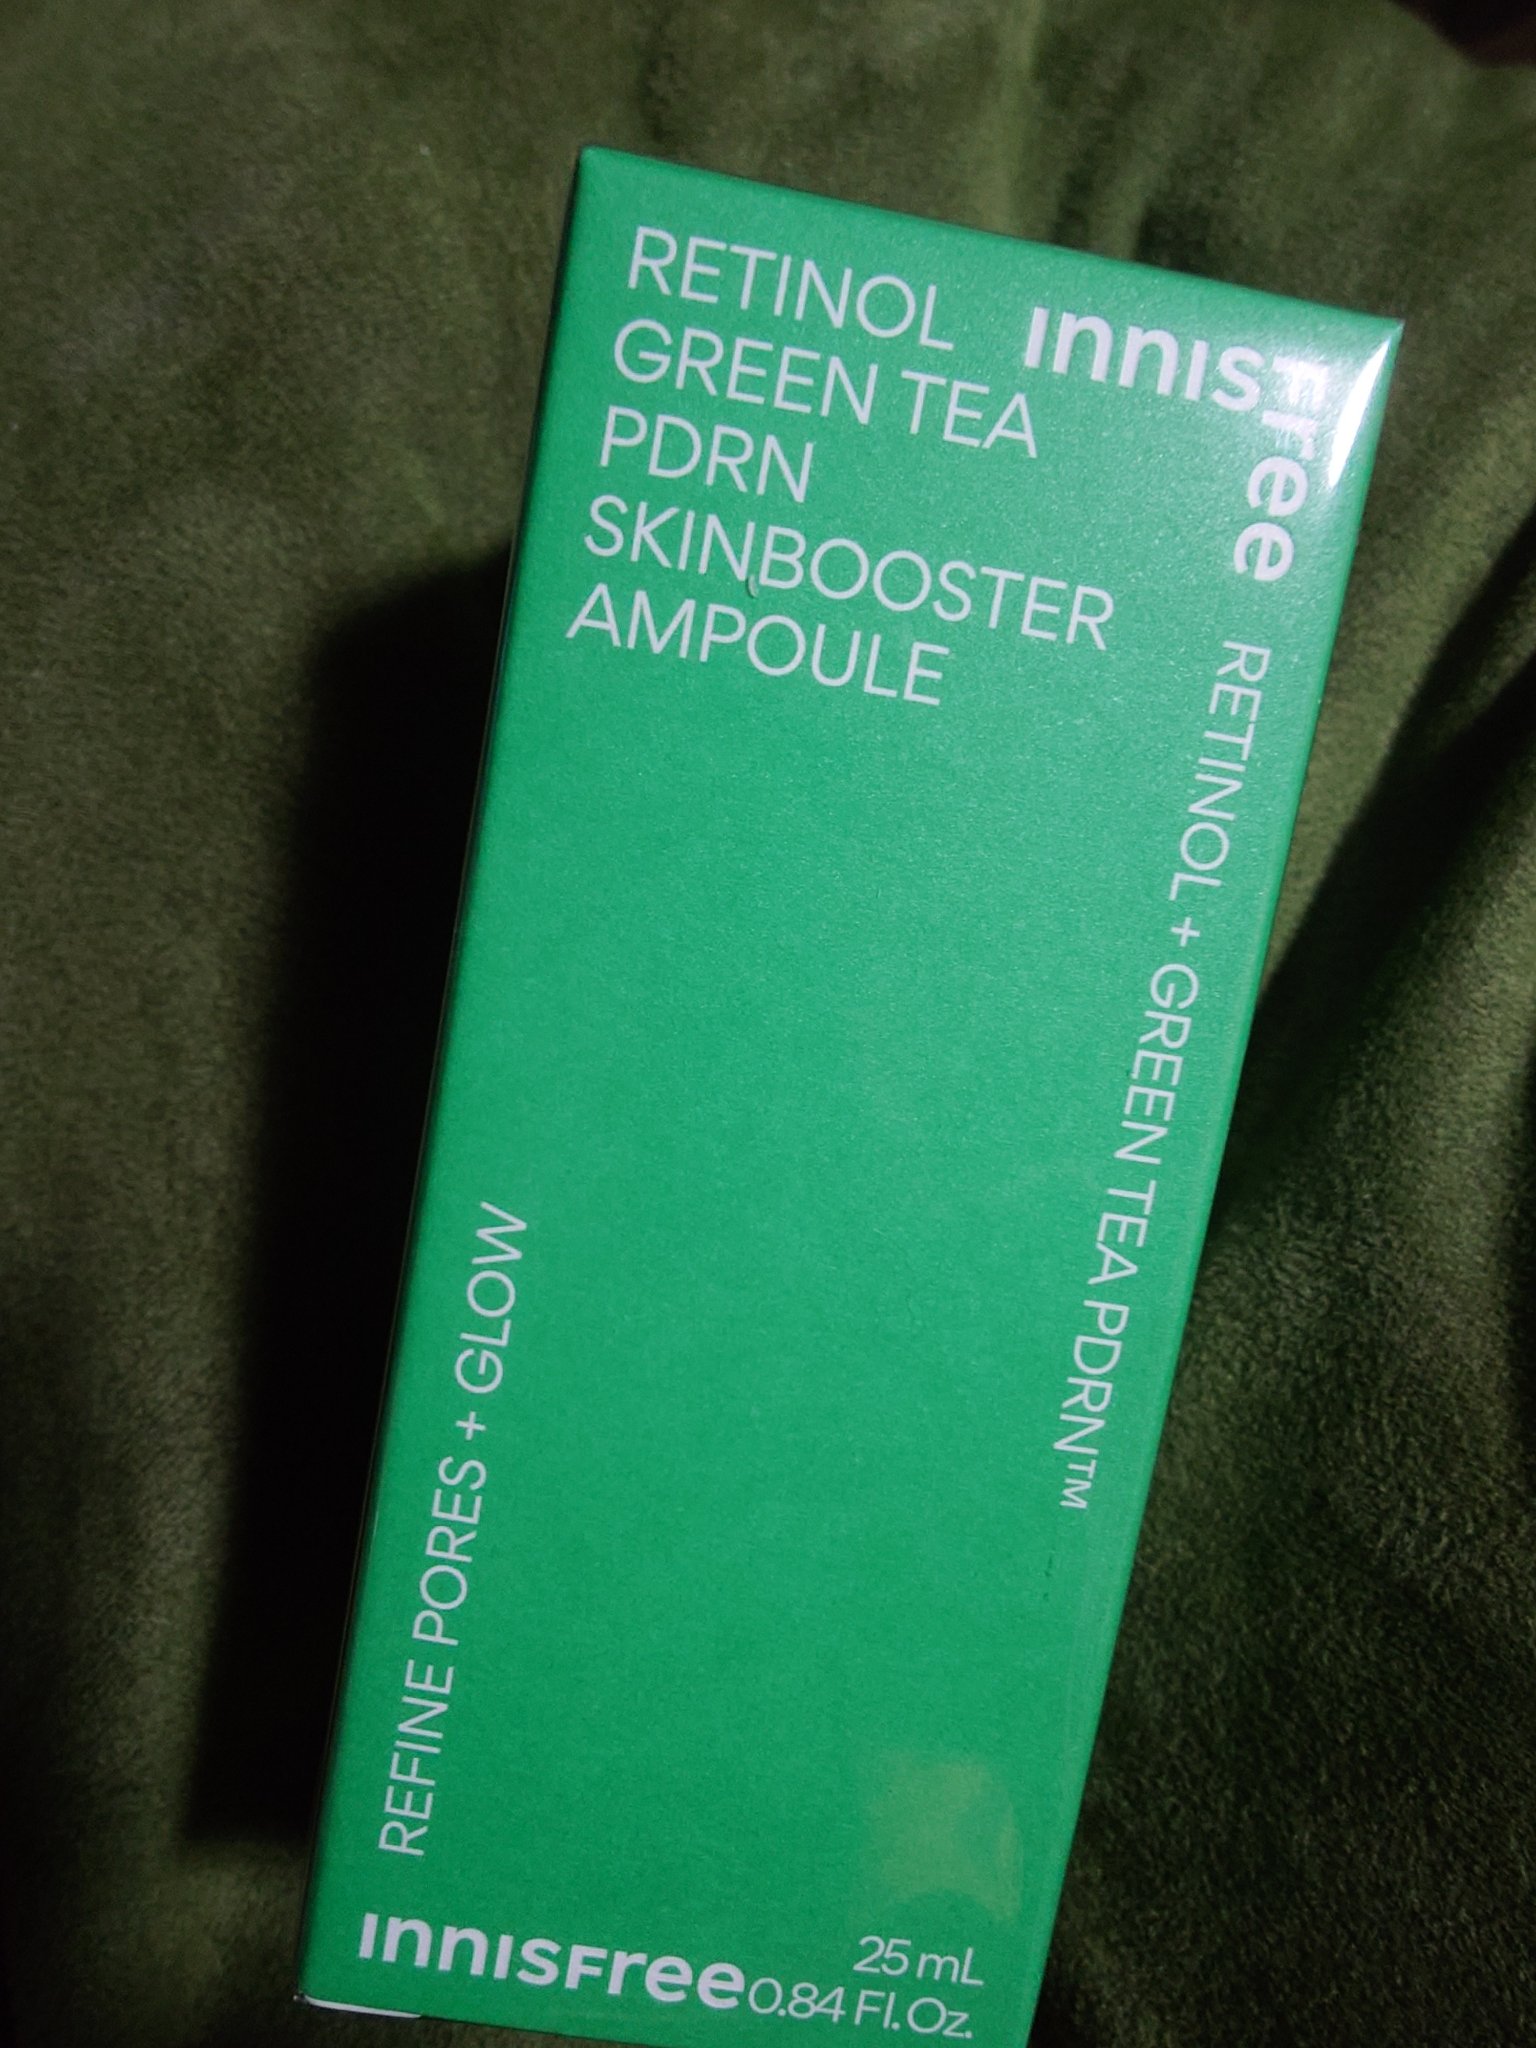 RETINOL
GREEN TEA
PDRN
SKINBOOSTER
AMPOULE
INNISFree
RETINOL + GREEN TEA PDRN™
REFINE PORES + GLOW
INNISFree
25 mL
0.84 Fl. Oz.